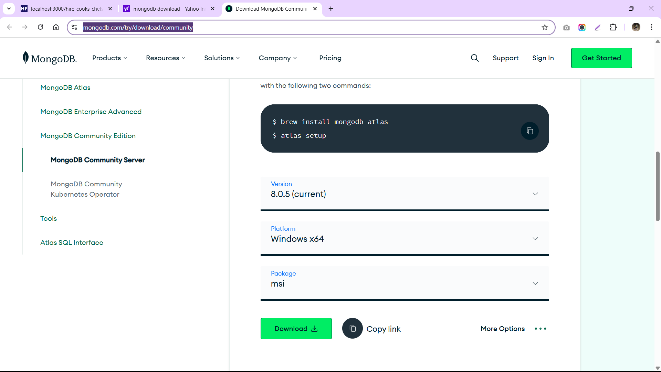 mongodb download - Yahoo
Download MongoDB Commun
mongodb.com/try/download/community
MongoDB.
Products
Resources
Solutions
Company
Pricing
Support
Sign In
Get Started
MongoDB Atlas
MongoDB Enterprise Advanced
MongoDB Community Edition
MongoDB Community Server
MongoDB Community
Kubernetes Operator
Tools
Atlas SQL Interface
with the following two commands:
$ brew install mongodb atlas
$ atlas setup
Version
8.0.5 (current)
Platform
Windows x64
Package
msi
Download
Copy link
More Options